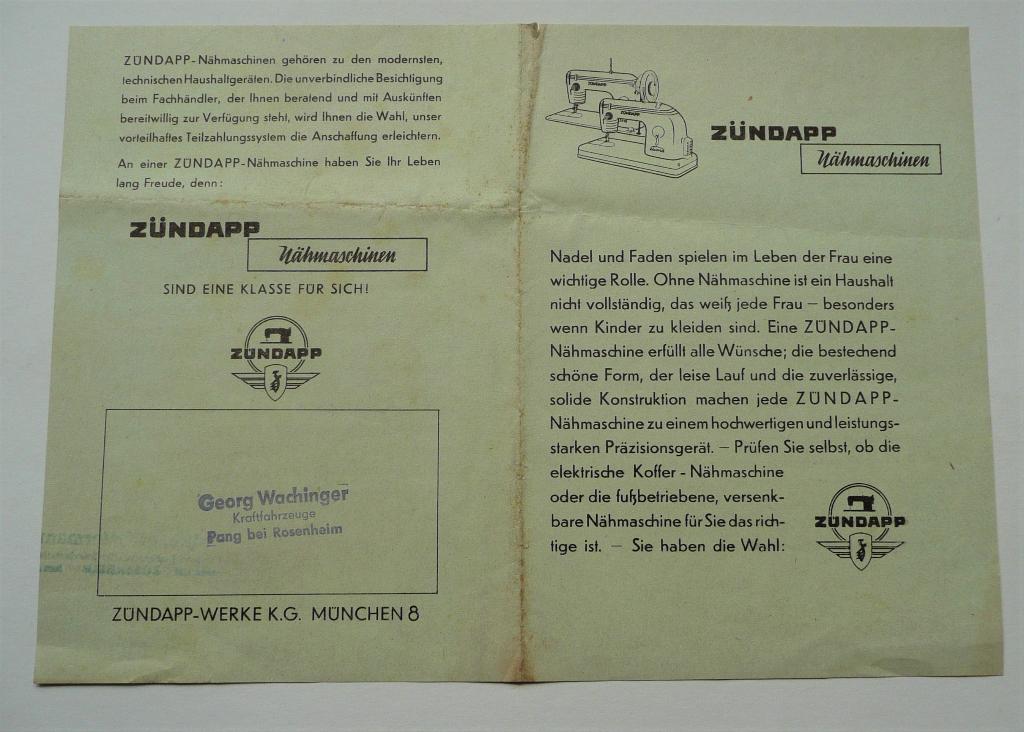 ZÜNDAPP-Nähmaschinen gehören zu den modernsten,
technischen Haushaltgeräten. Die unverbindliche Besichtigung
beim Fachhändler, der Ihnen beratend und mit Auskünften
bereitwillig zur Verfügung steht, wird Ihnen die Wahl, unser
vorteilhaftes Teilzahlungssystem die Anschaffung erleichtern.
An einer ZÜNDAPP-Nähmaschine haben Sie Ihr Leben
lang Freude, denn:
ZÜNDAPP
Nähmaschinen
SIND EINE KLASSE FÜR SICH!
ZÜNDAPP
Georg Wachinger
Kraftfahrzeuge
Pang bei Rosenheim
ZÜNDAPP-WERKE K.G. MÜNCHEN 8
ZÜNDAPP
ZÜNDAPP
ZÜNDAPP
Nähmaschinen
Nadel und Faden spielen im Leben der Frau eine
wichtige Rolle. Ohne Nähmaschine ist ein Haushalt
nicht vollständig, das weiß jede Frau – besonders
wenn Kinder zu kleiden sind. Eine ZÜNDAPP-
Nähmaschine erfüllt alle Wünsche; die bestechend
schöne Form, der leise Lauf und die zuverlässige,
solide Konstruktion machen jede ZÜNDAPP-
Nähmaschine zu einem hochwertigen und leistungs-
starken Präzisionsgerät. – Prüfen Sie selbst, ob die
elektrische Koffer-Nähmaschine
oder die fußbetriebene, versenk-
bare Nähmaschine für Sie das rich-
tige ist. – Sie haben die Wahl:
ZÜNDAPP